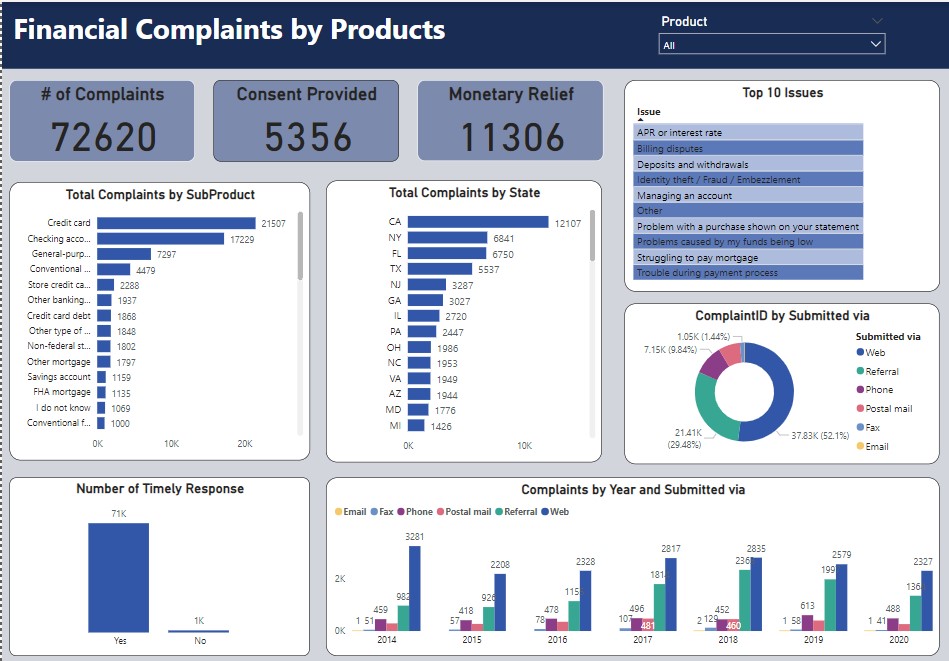 Financial Complaints by Products
Product
All
# of Complaints
72620
Consent Provided
5356
Monetary Relief
11306
Top 10 Issues
Issue
APR or interest rate
Billing disputes
Deposits and withdrawals
Identity theft / Fraud / Embezzlement
Managing an account
Other
Problem with a purchase shown on your statement
Problems caused by my funds being low
Struggling to pay mortgage
Trouble during payment process
Total Complaints by SubProduct
Credit card 21507
Checking acco... 17229
General-purp... 7297
Conventional ... 4479
Store credit ca... 2288
Other banking... 1937
Credit card debt 1868
Other type of ... 1848
Non-federal st... 1802
Other mortgage 1797
Savings account 1159
FHA mortgage 1135
I do not know 1069
Conventional f... 1000
0K 10K 20K
Total Complaints by State
CA 12107
NY 6841
FL 6750
TX 5537
NJ 3287
GA 3027
IL 2720
PA 2447
OH 1986
NC 1953
VA 1949
AZ 1944
MD 1776
MI 1426
0K 10K
ComplaintID by Submitted via
1.05K (1.44%)
7.15K (9.84%)
21.41K
(29.48%)
37.83K (52.1%)
Submitted via
Web
Referral
Phone
Postal mail
Fax
Email
Number of Timely Response
71K
1K
Yes No
Complaints by Year and Submitted via
Email Fax Phone Postal mail Referral Web
2K
0K
1 51 459 982 3281
57 418 926 2208
78 478 115 2328
107 496 481 181 2817
2 129 452 460 236 2835
1 58 613 199 2579
1 41 488 136 2327
2014 2015 2016 2017 2018 2019 2020